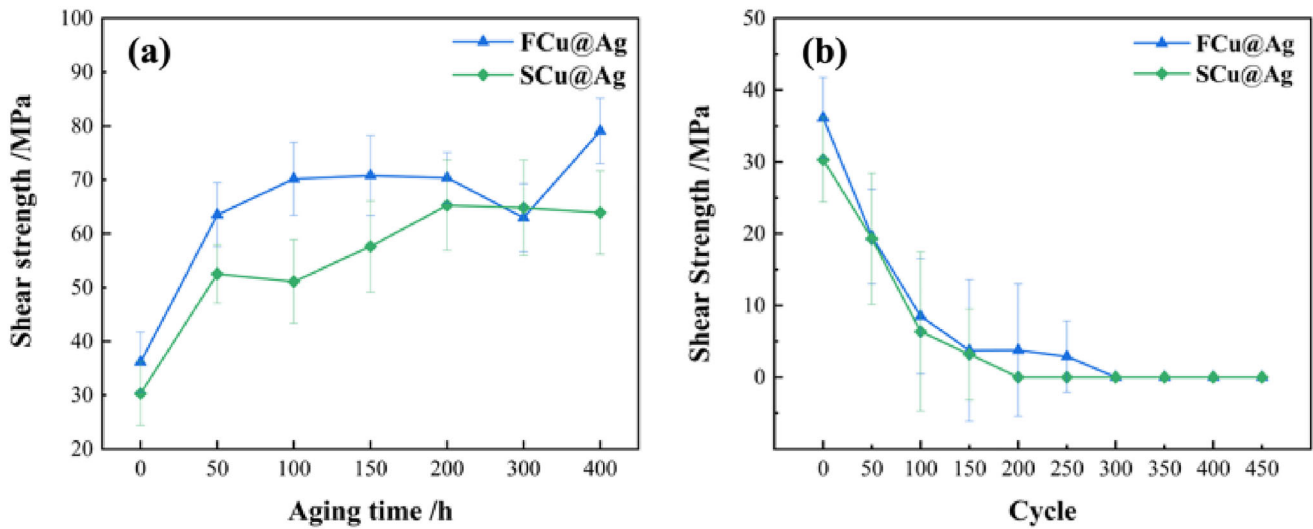 (a)
FCu@Ag
SCu@Ag
Shear strength /MPa
100
90
80
70
60
50
40
30
20
0 50 100 150 200 300 400
Aging time /h
(b)
FCu@Ag
SCu@Ag
Shear Strength /MPa
50
40
30
20
10
0
0 50 100 150 200 250 300 350 400 450
Cycle